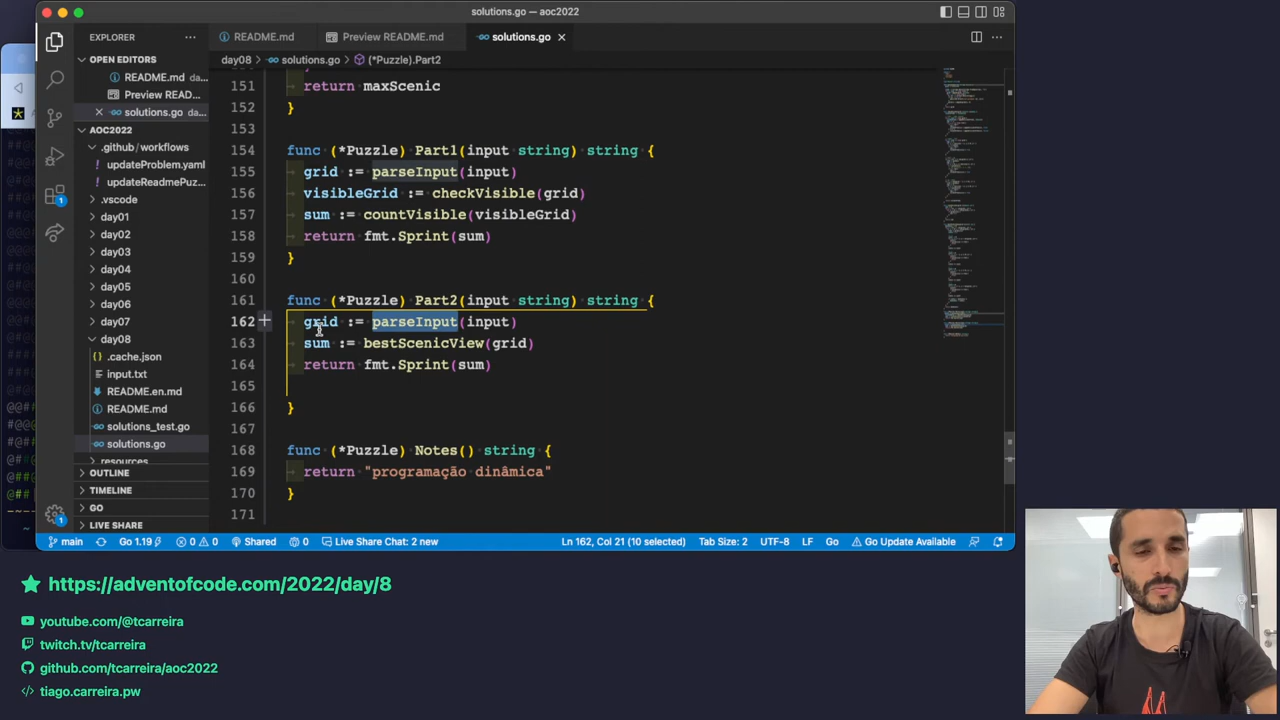 solutions.go — aoc2022
EXPLORER
README.md
Preview README.md
solutions.go
OPEN EDITORS
README.md da...
Preview READ...
solutions.go da...
AOC2022
.github/workflows
updateProblem.yaml
updateReadmePuz...
.vscode
day01
day02
day03
day04
day05
day06
day07
day08
.cache.json
input.txt
README.en.md
README.md
solutions_test.go
solutions.go
resources
OUTLINE
TIMELINE
GO
LIVE SHARE
day08 > solutions.go > (*Puzzle).Part2
151 return maxScenic
152 }
153
154 func (*Puzzle) Part1(input string) string {
155 grid := parseInput(input)
156 visibleGrid := checkVisible(grid)
157 sum := countVisible(visibleGrid)
158 return fmt.Sprint(sum)
159 }
160
161 func (*Puzzle) Part2(input string) string {
162 grid := parseInput(input)
163 sum := bestScenicView(grid)
164 return fmt.Sprint(sum)
165
166 }
167
168 func (*Puzzle) Notes() string {
169 return "programação dinâmica"
170 }
171
main Go 1.19 0 0 Shared 0 Live Share Chat: 2 new Ln 162, Col 21 (10 selected) Tab Size: 2 UTF-8 LF Go Go Update Available
https://adventofcode.com/2022/day/8
youtube.com/@tcarreira
twitch.tv/tcarreira
github.com/tcarreira/aoc2022
tiago.carreira.pw